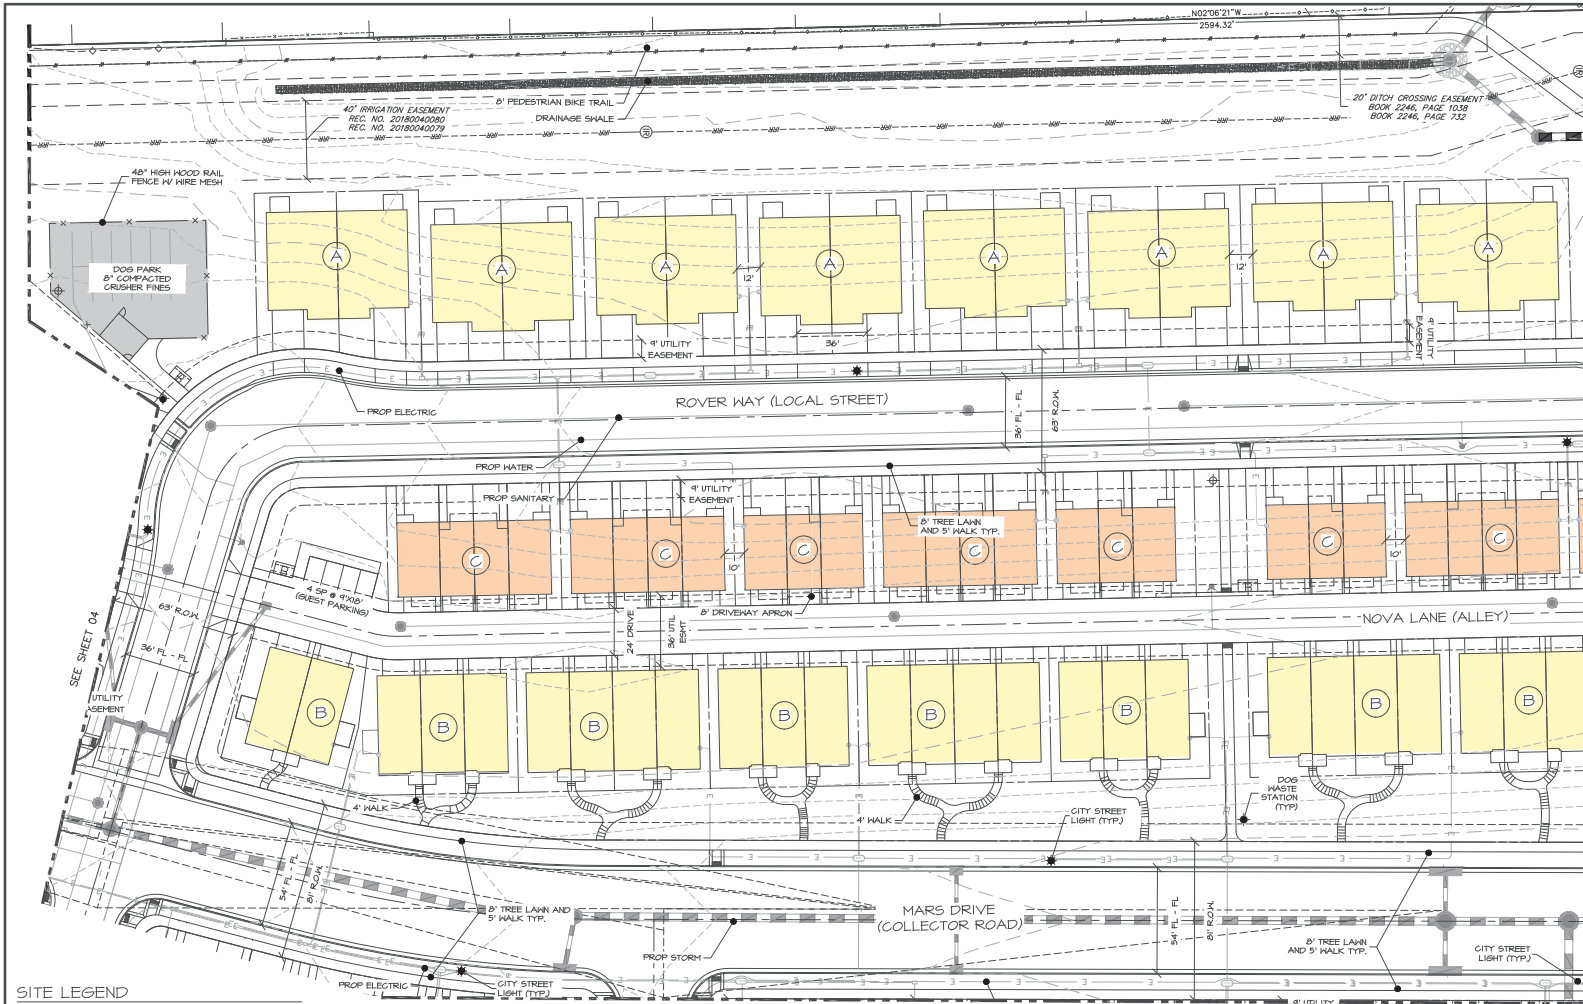 N02°06'21"W
2594.32'
8' PEDESTRIAN BIKE TRAIL
DRAINAGE SWALE
40' IRRIGATION EASEMENT
REC. NO. 20180040080
REC. NO. 20180040079
20' DITCH CROSSING EASEMENT
BOOK 2246, PAGE 1038
BOOK 2246, PAGE 732
IR
48" HIGH WOOD RAIL
FENCE W/ WIRE MESH
DOG PARK
8" COMPACTED
CRUSHER FINES
A
A
A
A
A
A
A
A
12'
12'
36'
9' UTILITY
EASEMENT
9' UTILITY
EASEMENT
PROP ELECTRIC
ROVER WAY (LOCAL STREET)
36' FL - FL
63' R.O.W.
PROP WATER
PROP SANITARY
9' UTILITY
EASEMENT
8' TREE LAWN
AND 5' WALK TYP.
C
C
C
C
C
C
C
10'
10'
4 SP @ 9'X18'
(GUEST PARKING)
63' R.O.W.
36' FL - FL
SEE SHEET 04
24' DRIVE
36' UTIL
ESMT
8' DRIVEWAY APRON
NOVA LANE (ALLEY)
UTILITY
ASEMENT
B
B
B
B
B
B
B
B
4' WALK
4' WALK
CITY STREET
LIGHT (TYP.)
DOG
WASTE
STATION
(TYP)
54' FL - FL
81' R.O.W.
8' TREE LAWN AND
5' WALK TYP.
MARS DRIVE
(COLLECTOR ROAD)
54' FL - FL
81' R.O.W.
PROP STORM
8' TREE LAWN
AND 5' WALK TYP.
CITY STREET
LIGHT (TYP.)
PROP ELECTRIC
CITY STREET
LIGHT (TYP.)
9' UTILITY
SITE LEGEND